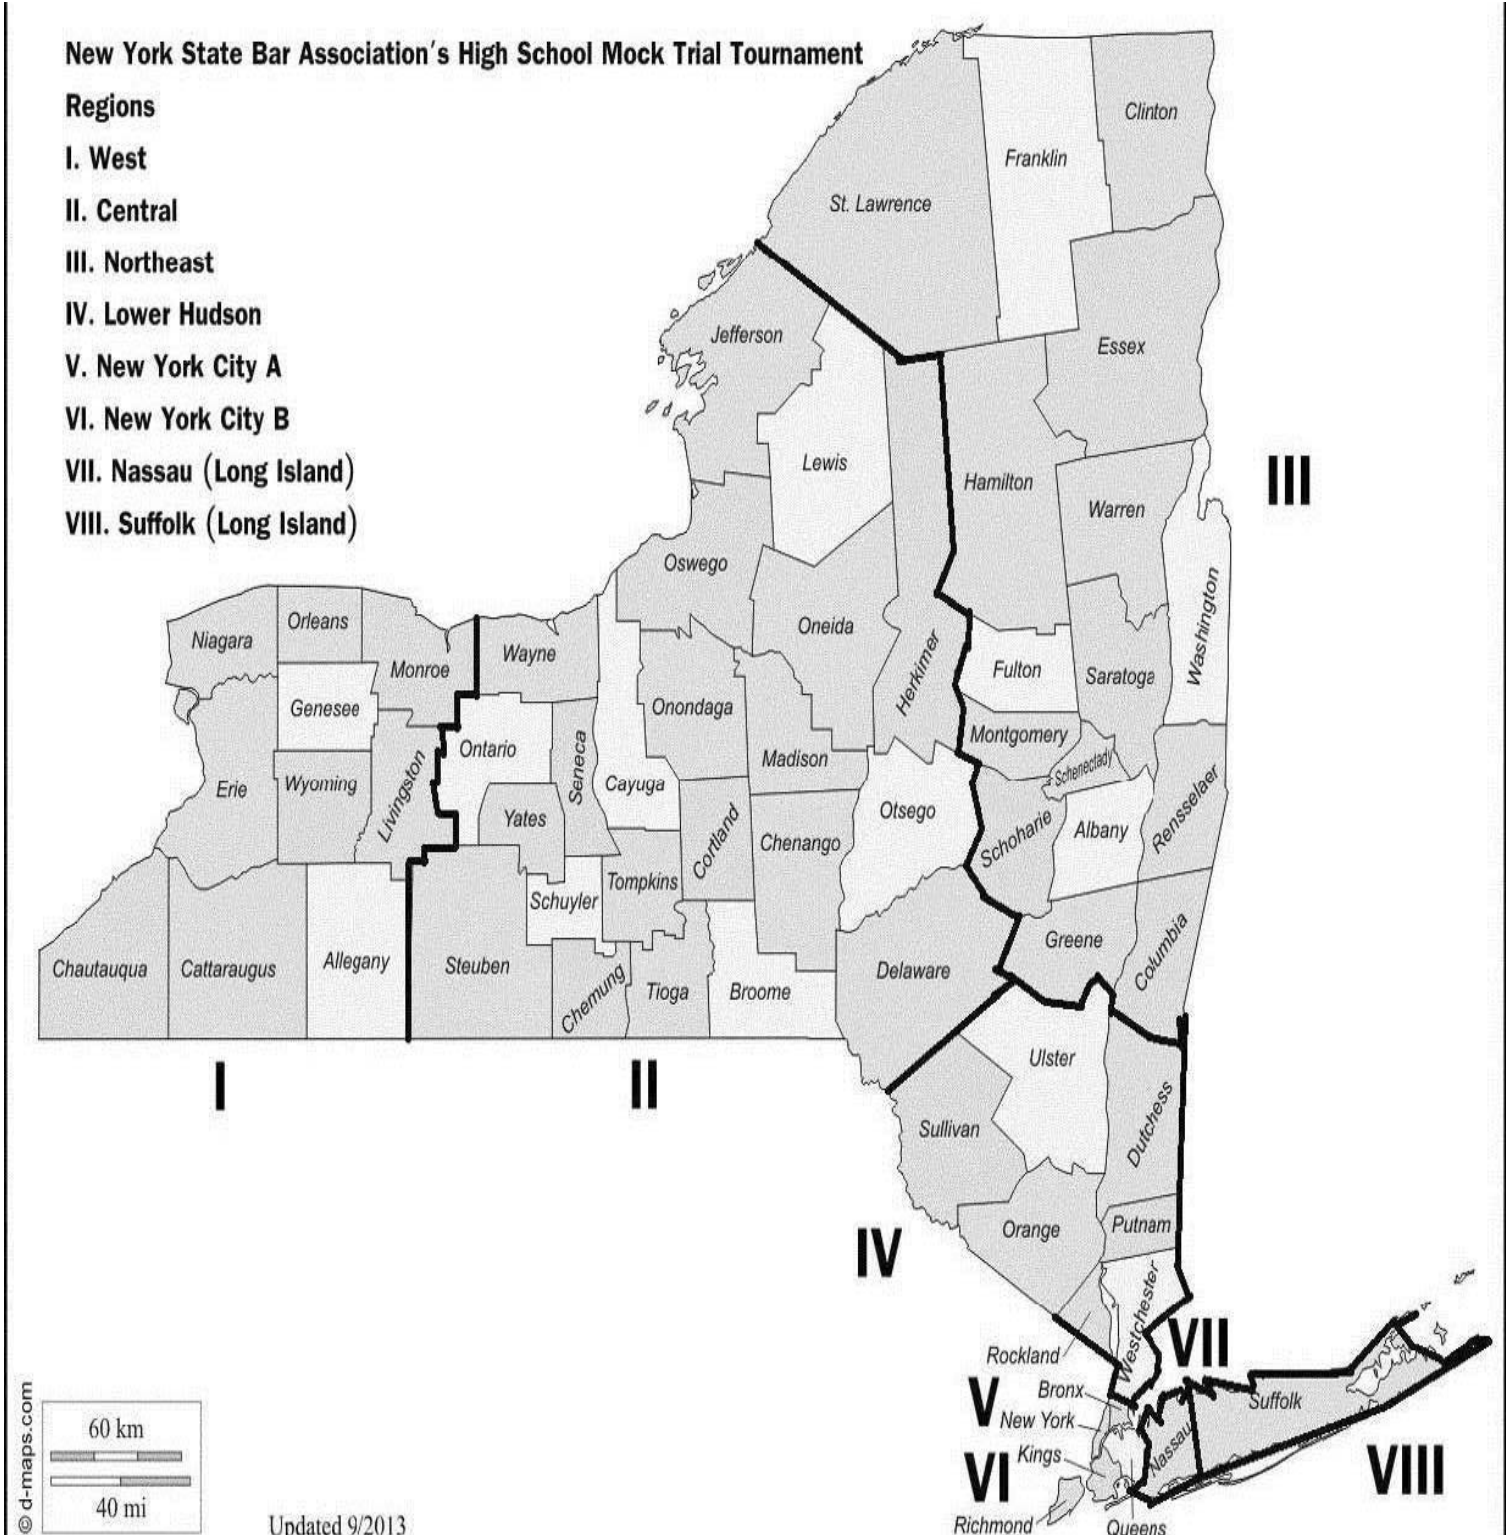 New York State Bar Association's High School Mock Trial Tournament
Regions
I. West
II. Central
III. Northeast
IV. Lower Hudson
V. New York City A
VI. New York City B
VII. Nassau (Long Island)
VIII. Suffolk (Long Island)
Clinton
Franklin
St. Lawrence
Jefferson
Essex
Lewis
Hamilton
III
Warren
Oswego
Washington
Niagara
Orleans
Monroe
Wayne
Oneida
Herkimer
Fulton
Saratoga
Genesee
Onondaga
Ontario
Seneca
Montgomery
Madison
Schenectady
Erie
Wyoming
Livingston
Yates
Cayuga
Cortland
Chenango
Otsego
Schoharie
Albany
Rensselaer
Schuyler
Tompkins
Chautauqua
Cattaraugus
Allegany
Steuben
Chemung
Tioga
Broome
Delaware
Greene
Columbia
I
II
Ulster
Sullivan
Dutchess
IV
Orange
Putnam
Westchester
Rockland
VII
V
Bronx
New York
Suffolk
Nassau
VI
Kings
VIII
Richmond
Queens
© d-maps.com
60 km
40 mi
Updated 9/2013